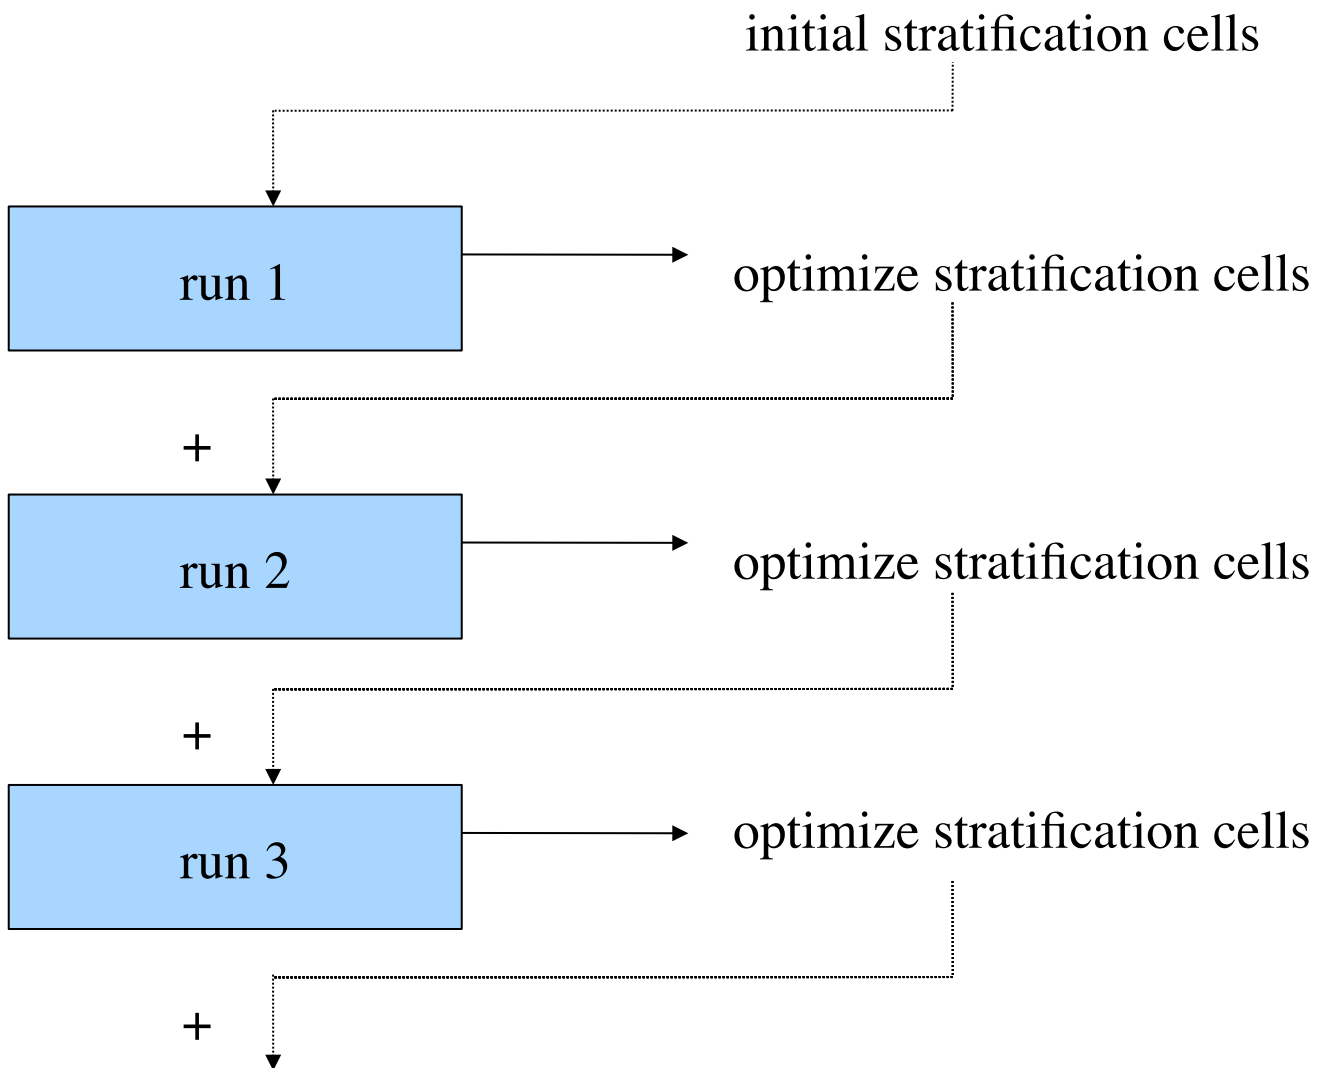 initial stratification cells
run 1
optimize stratification cells
+
run 2
optimize stratification cells
+
run 3
optimize stratification cells
+